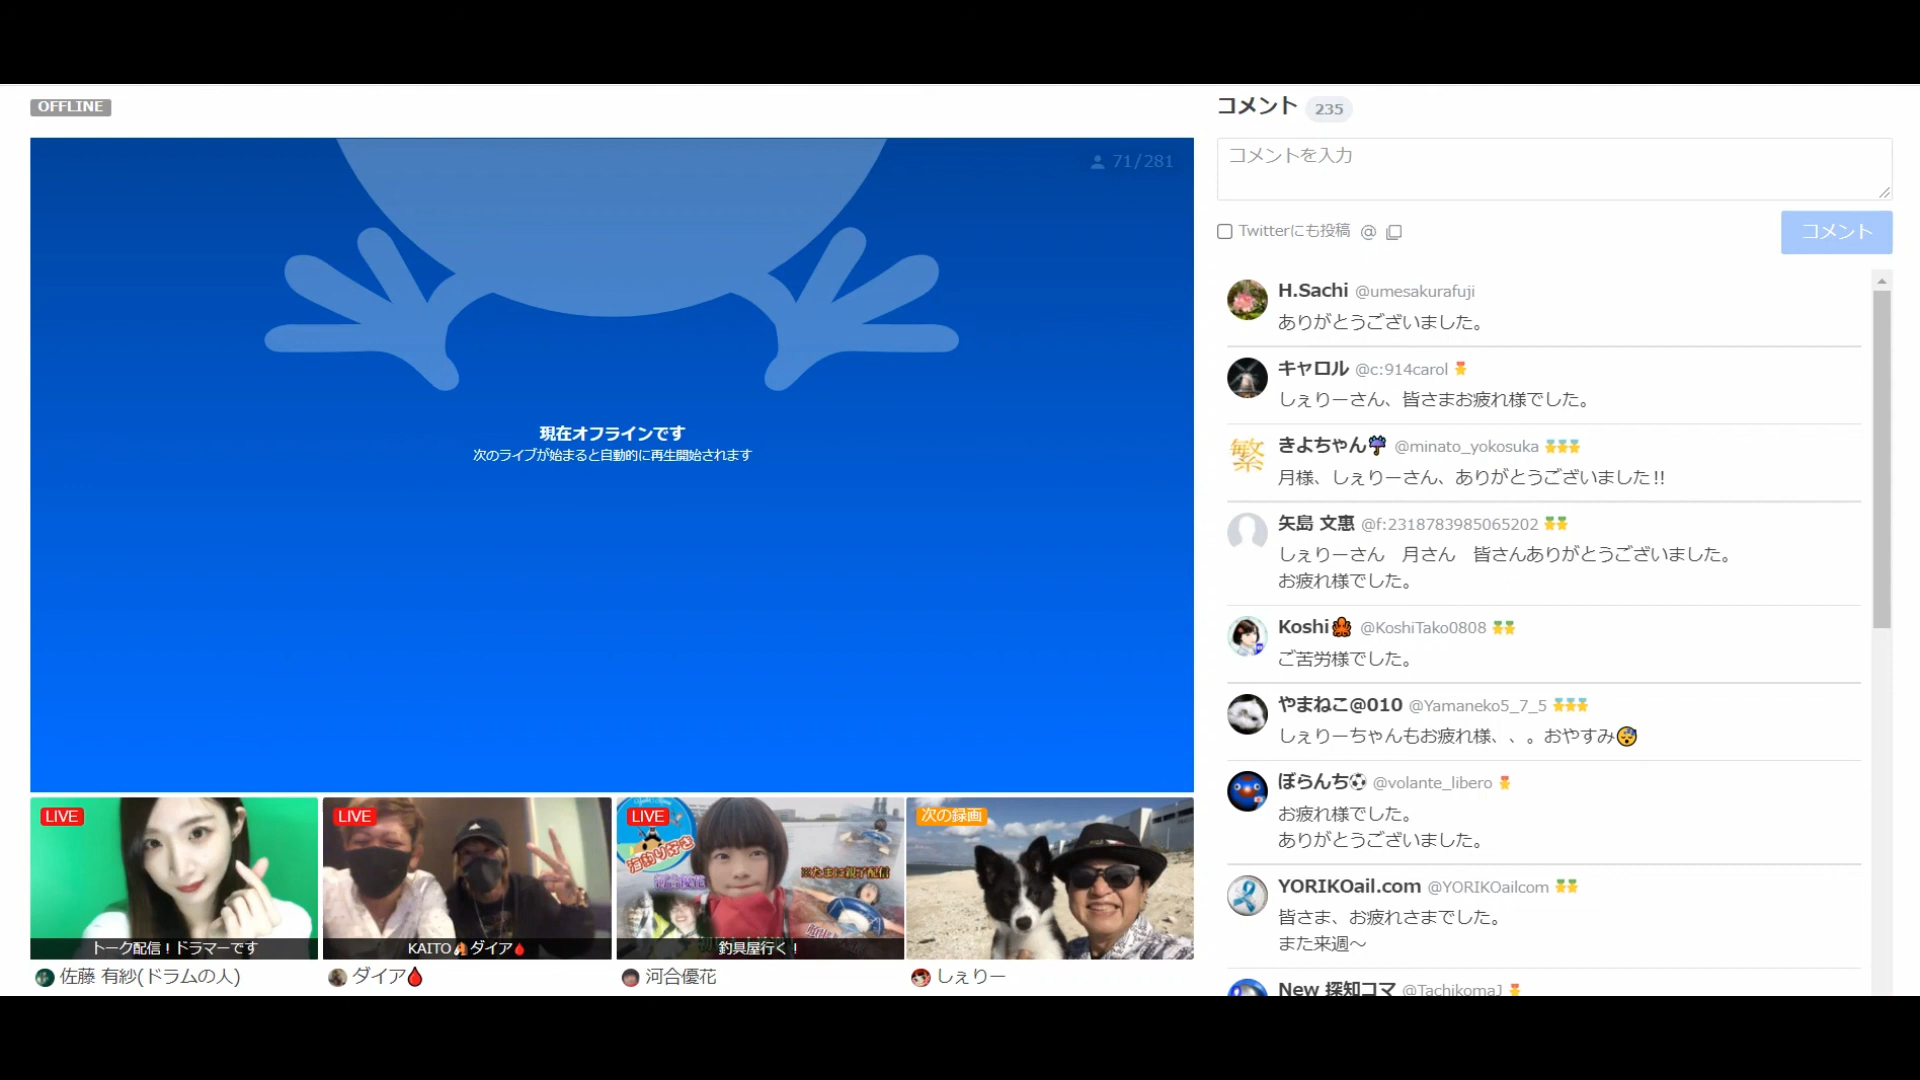 OFFLINE
71/281
現在オフラインです
次のライブが始まると自動的に再生開始されます
LIVE
トーク配信！ドラマーです
佐藤 有紗(ドラムの人)
LIVE
KAITO ダイア
ダイア
LIVE
海釣り好き
※たまに親子配信
釣具屋行く！
河合優花
次の録画
しぇりー
コメント 235
コメントを入力
Twitterにも投稿 @
コメント
H.Sachi @umesakurafuji
ありがとうございました。
キャロル @c:914carol
しぇりーさん、皆さまお疲れ様でした。
繁
きよちゃん @minato_yokosuka
月様、しぇりーさん、ありがとうございました!!
矢島 文惠 @f:2318783985065202
しぇりーさん　月さん　皆さんありがとうございました。
お疲れ様でした。
Koshi @KoshiTako0808
ご苦労様でした。
やまねこ@010 @Yamaneko5_7_5
しぇりーちゃんもお疲れ様、、。おやすみ😴
ぼらんち⚽ @volante_libero
お疲れ様でした。
ありがとうございました。
YORIKOail.com @YORIKOailcom
皆さま、お疲れさまでした。
また来週〜
New 探知コマ @TachikomaJ